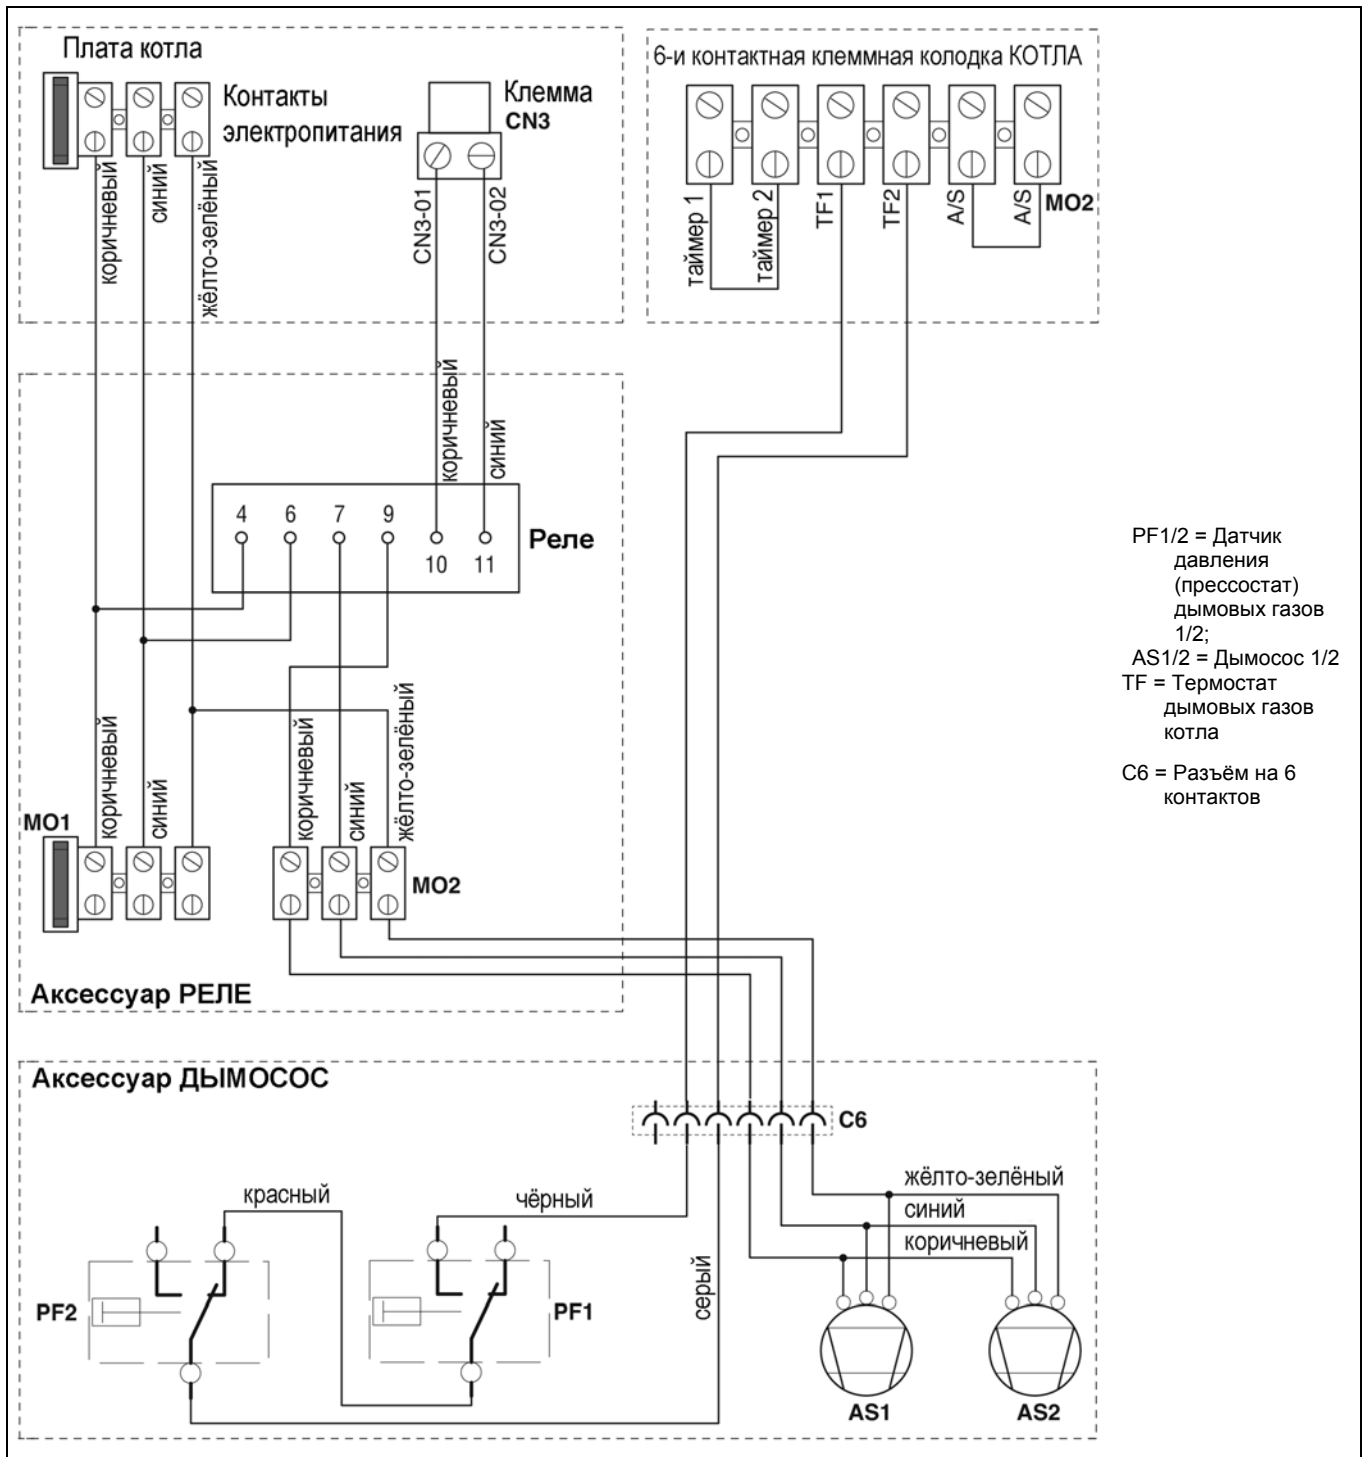 Плата котла
Контакты
электропитания
Клемма
CN3
6-и контактная клеммная колодка КОТЛА
коричневый
синий
жёлто-зелёный
CN3-01
CN3-02
таймер 1
таймер 2
TF1
TF2
A/S
A/S
MO2
коричневый
синий
4
6
7
9
10
11
Реле
PF1/2 = Датчик
давления
(прессостат)
дымовых газов
1/2;
AS1/2 = Дымосос 1/2
TF = Термостат
дымовых газов
котла
C6 = Разъём на 6
контактов
коричневый
синий
коричневый
синий
жёлто-зелёный
MO1
MO2
Аксессуар РЕЛЕ
Аксессуар ДЫМОСОС
C6
красный
чёрный
серый
жёлто-зелёный
синий
коричневый
PF2
PF1
AS1
AS2